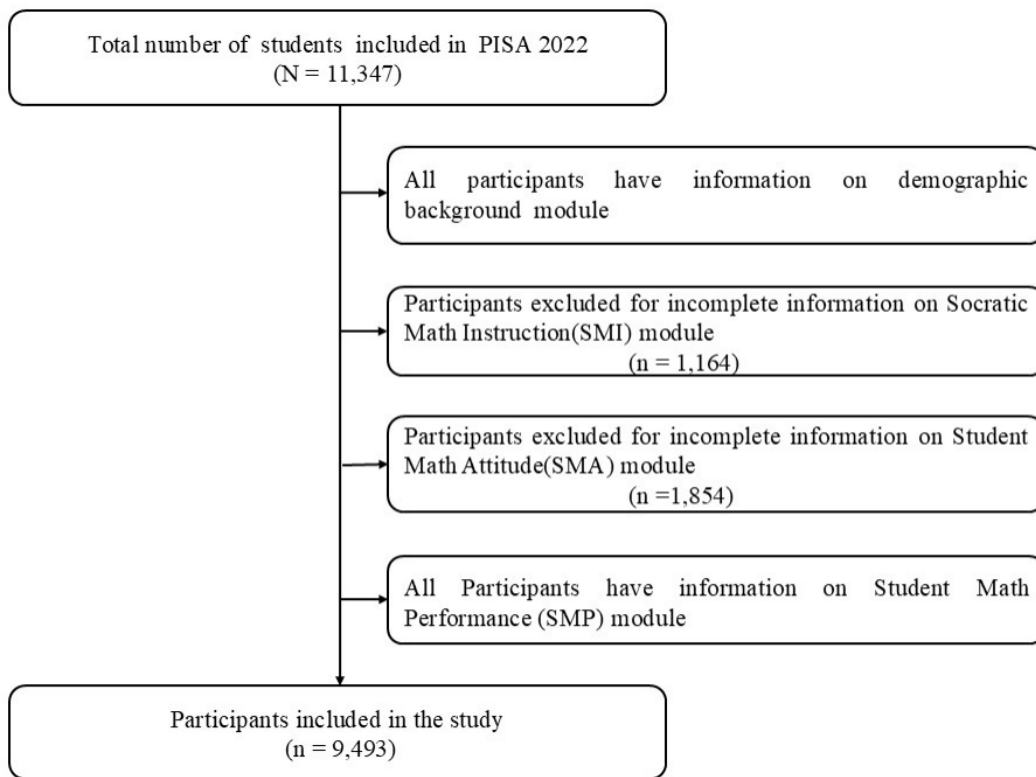 Total number of students included in PISA 2022
(N = 11,347)
All participants have information on demographic
background module
Participants excluded for incomplete information on Socratic
Math Instruction(SMI) module
(n = 1,164)
Participants excluded for incomplete information on Student
Math Attitude(SMA) module
(n =1,854)
All Participants have information on Student Math
Performance (SMP) module
Participants included in the study
(n = 9,493)